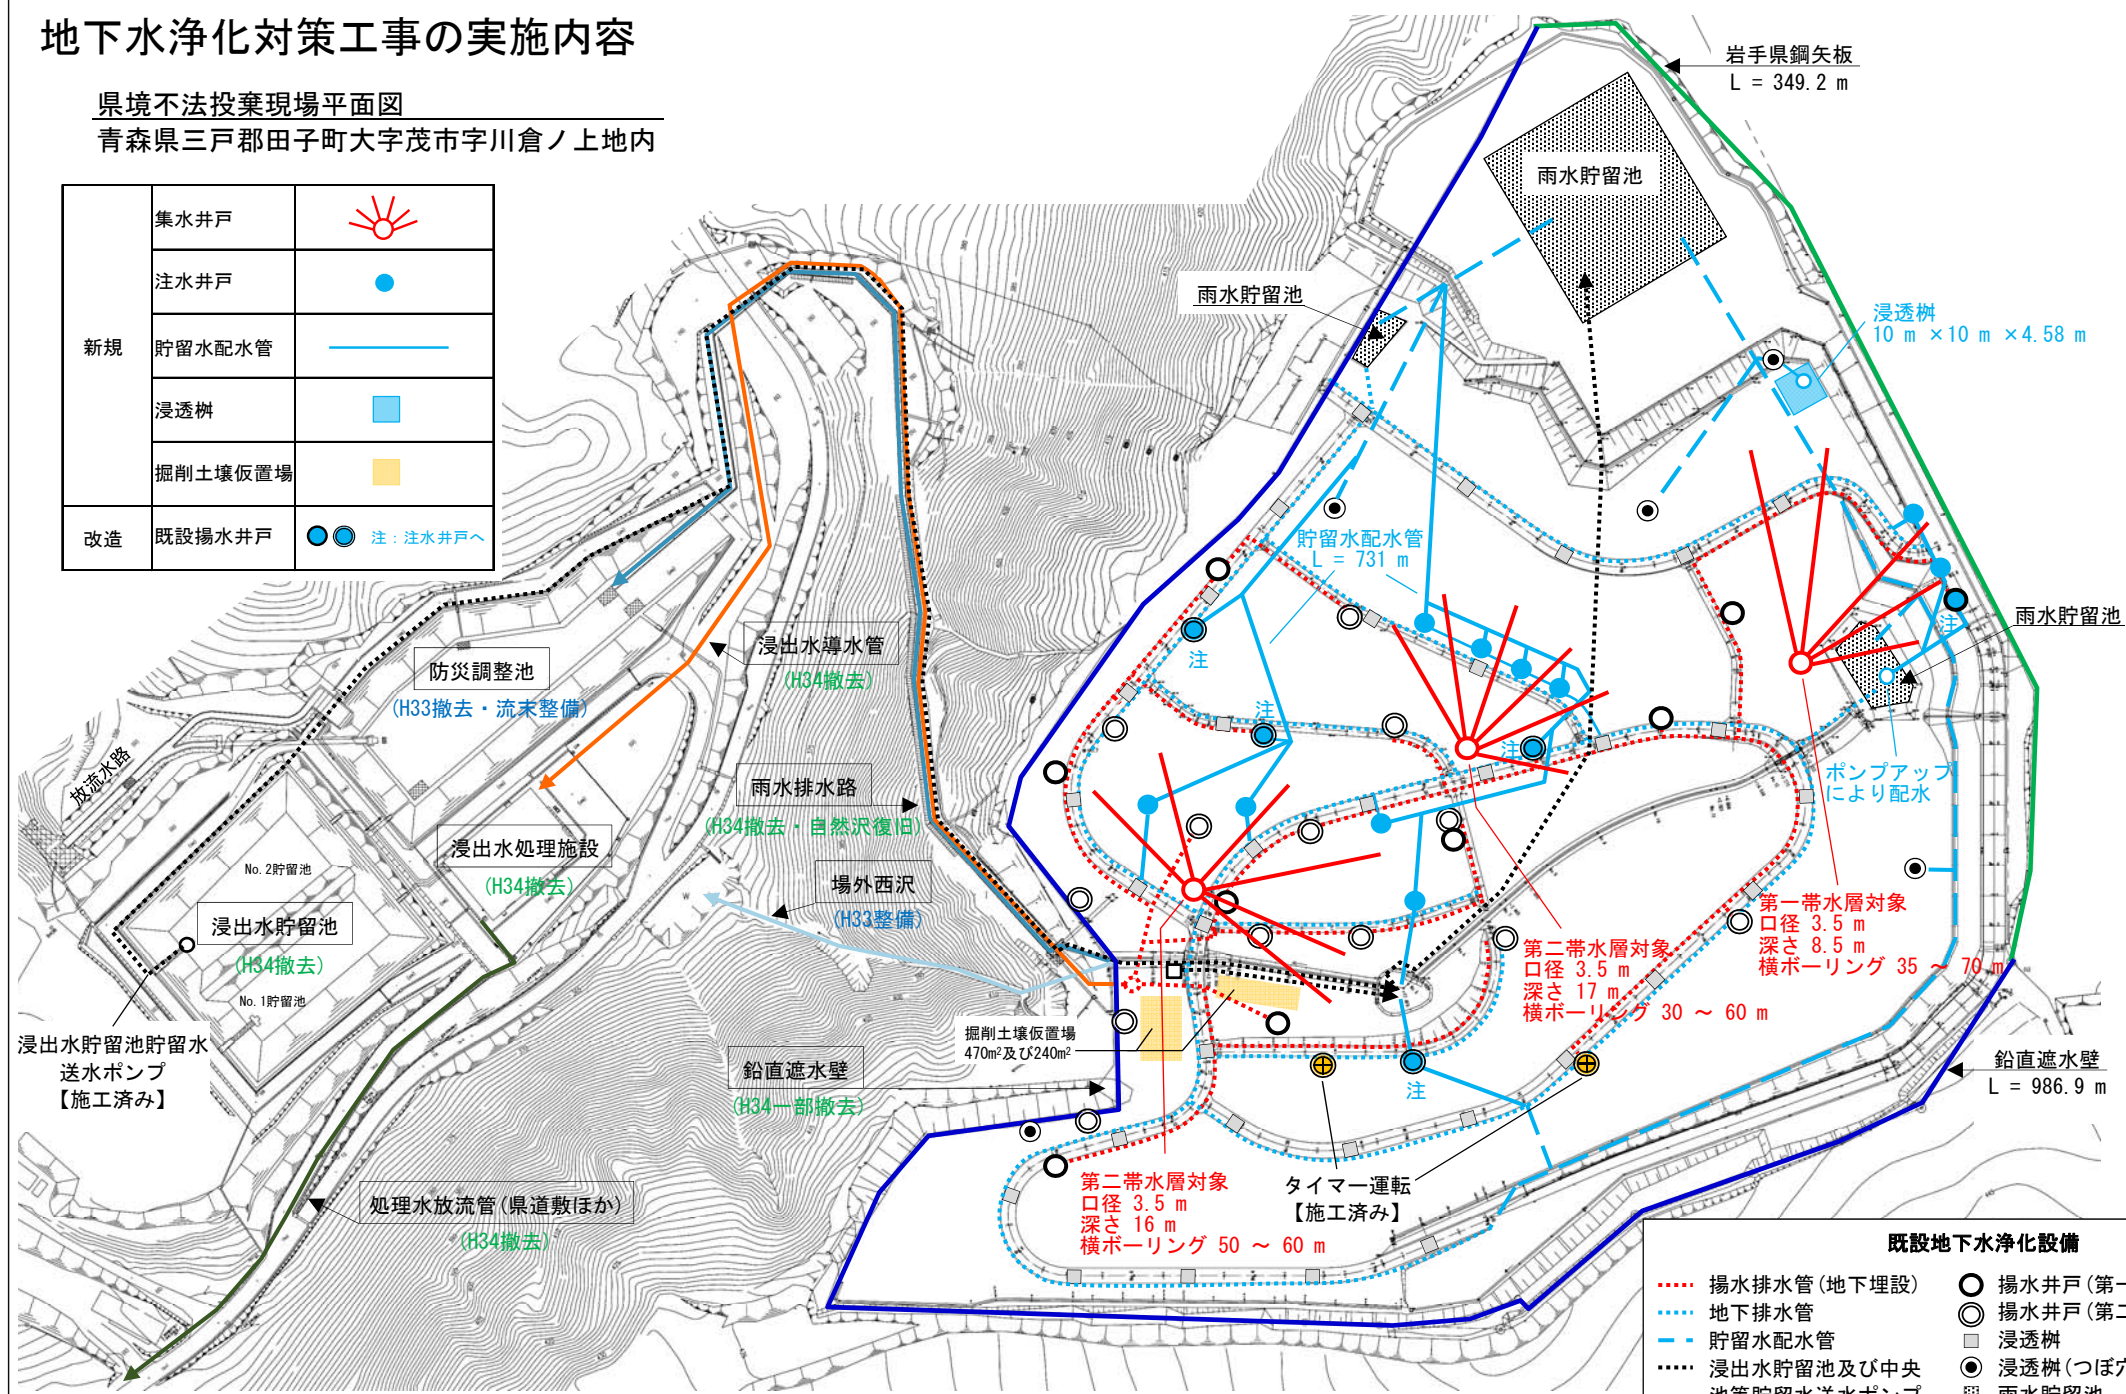 地下水浄化対策工事の実施内容
県境不法投棄現場平面図
青森県三戸郡田子町大字茂市字川倉ノ上地内
新規
集水井戸
注水井戸
貯留水配水管
浸透桝
掘削土壌仮置場
改造
既設揚水井戸
注：注水井戸へ
岩手県鋼矢板
L = 349.2 m
雨水貯留池
雨水貯留池
浸透桝
10 m ×10 m ×4.58 m
貯留水配水管
L = 731 m
雨水貯留池
注
注
注
注
注
ポンプアップ
により配水
防災調整池
(H33撤去・流末整備)
浸出水導水管
(H34撤去)
放流水路
雨水排水路
(H34撤去・自然沢復旧)
浸出水処理施設
(H34撤去)
場外西沢
(H33整備)
No.2貯留池
浸出水貯留池
(H34撤去)
No.1貯留池
浸出水貯留池貯留水
送水ポンプ
【施工済み】
第一帯水層対象
口径 3.5 m
深さ 8.5 m
横ボーリング 35 ～ 70 m
第二帯水層対象
口径 3.5 m
深さ 17 m
横ボーリング 30 ～ 60 m
掘削土壌仮置場
470m²及び240m²
鉛直遮水壁
(H34一部撤去)
鉛直遮水壁
L = 986.9 m
処理水放流管(県道敷ほか)
(H34撤去)
第二帯水層対象
口径 3.5 m
深さ 16 m
横ボーリング 50 ～ 60 m
タイマー運転
【施工済み】
既設地下水浄化設備
揚水排水管(地下埋設)
揚水井戸(第一
地下排水管
揚水井戸(第二
貯留水配水管
浸透桝
浸出水貯留池及び中央
浸透桝(つぼ穴
池等貯留水送水ポンプ
雨水貯留池